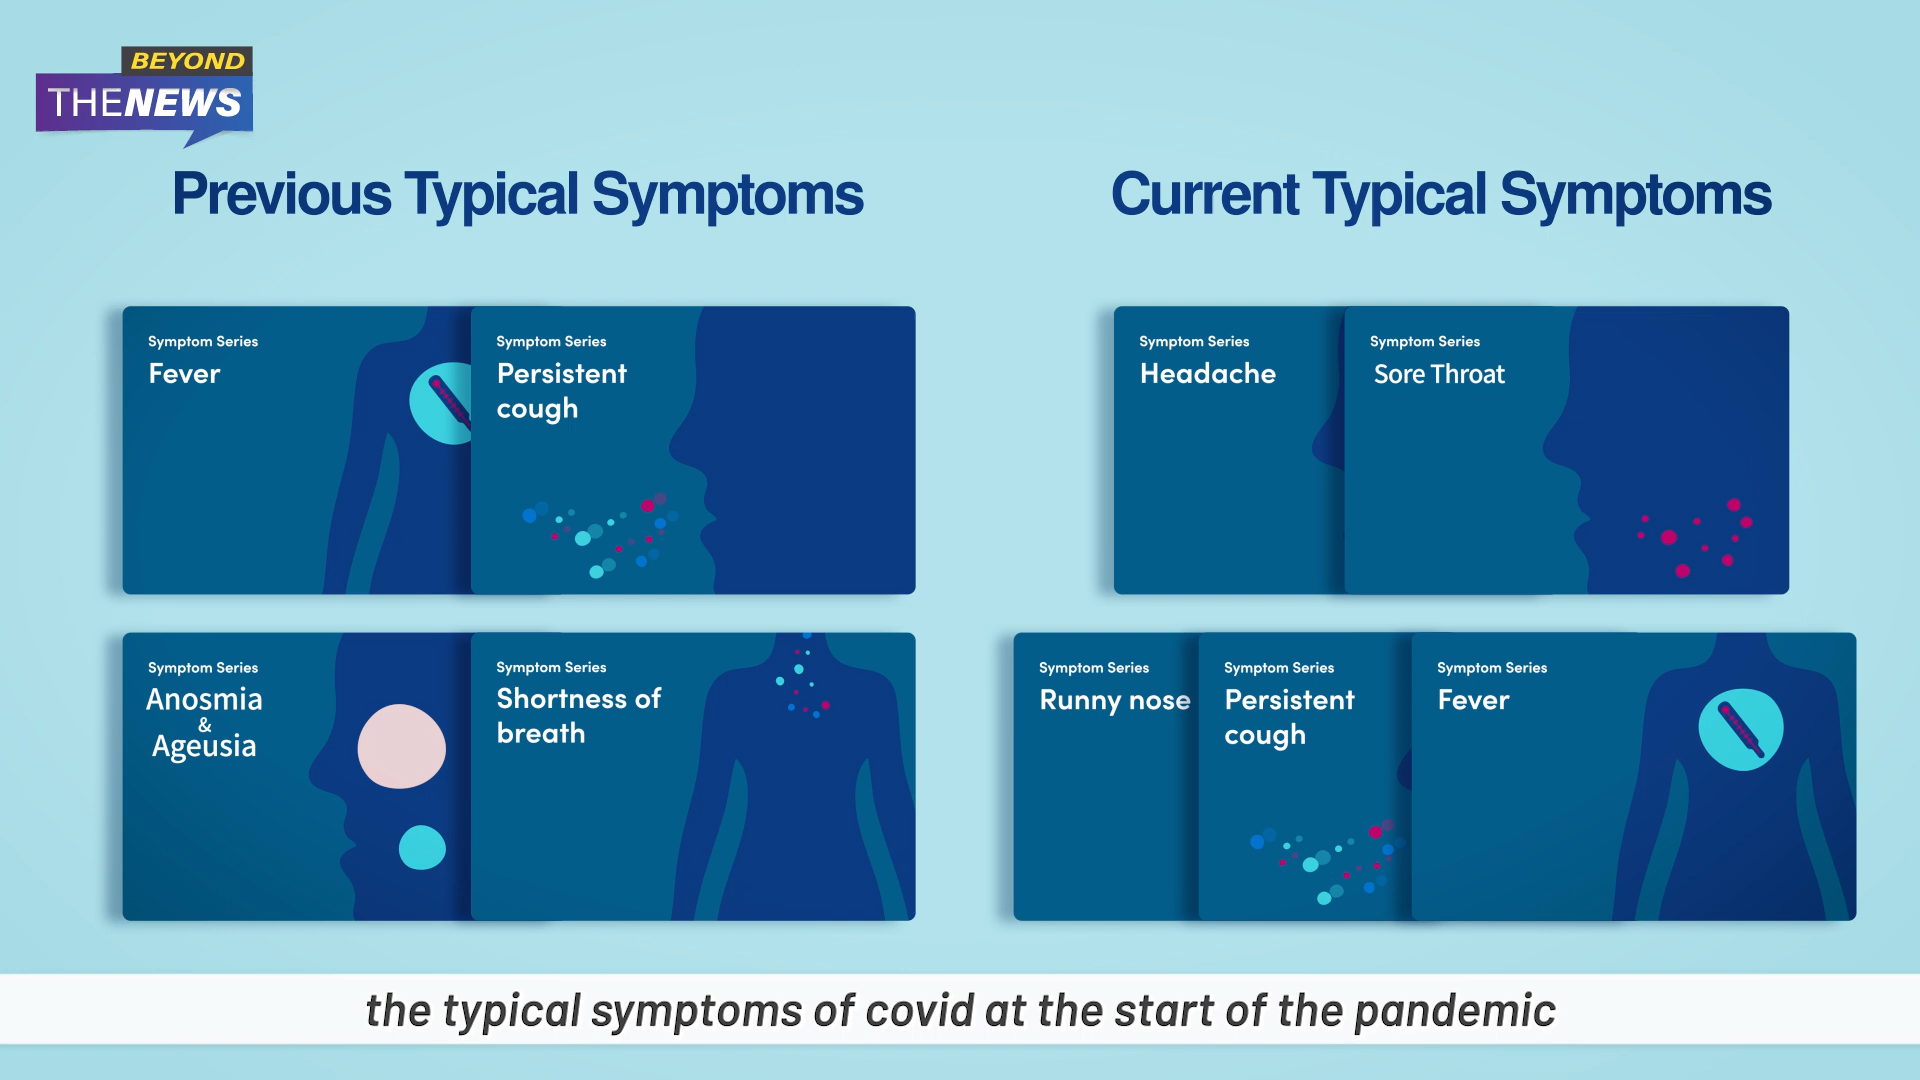 BEYOND
THENEWS
Previous Typical Symptoms
Symptom Series
Fever
Symptom Series
Persistent
cough
Symptom Series
Anosmia
&
Ageusia
Symptom Series
Shortness of
breath
Current Typical Symptoms
Symptom Series
Headache
Symptom Series
Sore Throat
Symptom Series
Runny nose
Symptom Series
Persistent
cough
Symptom Series
Fever
the typical symptoms of covid at the start of the pandemic